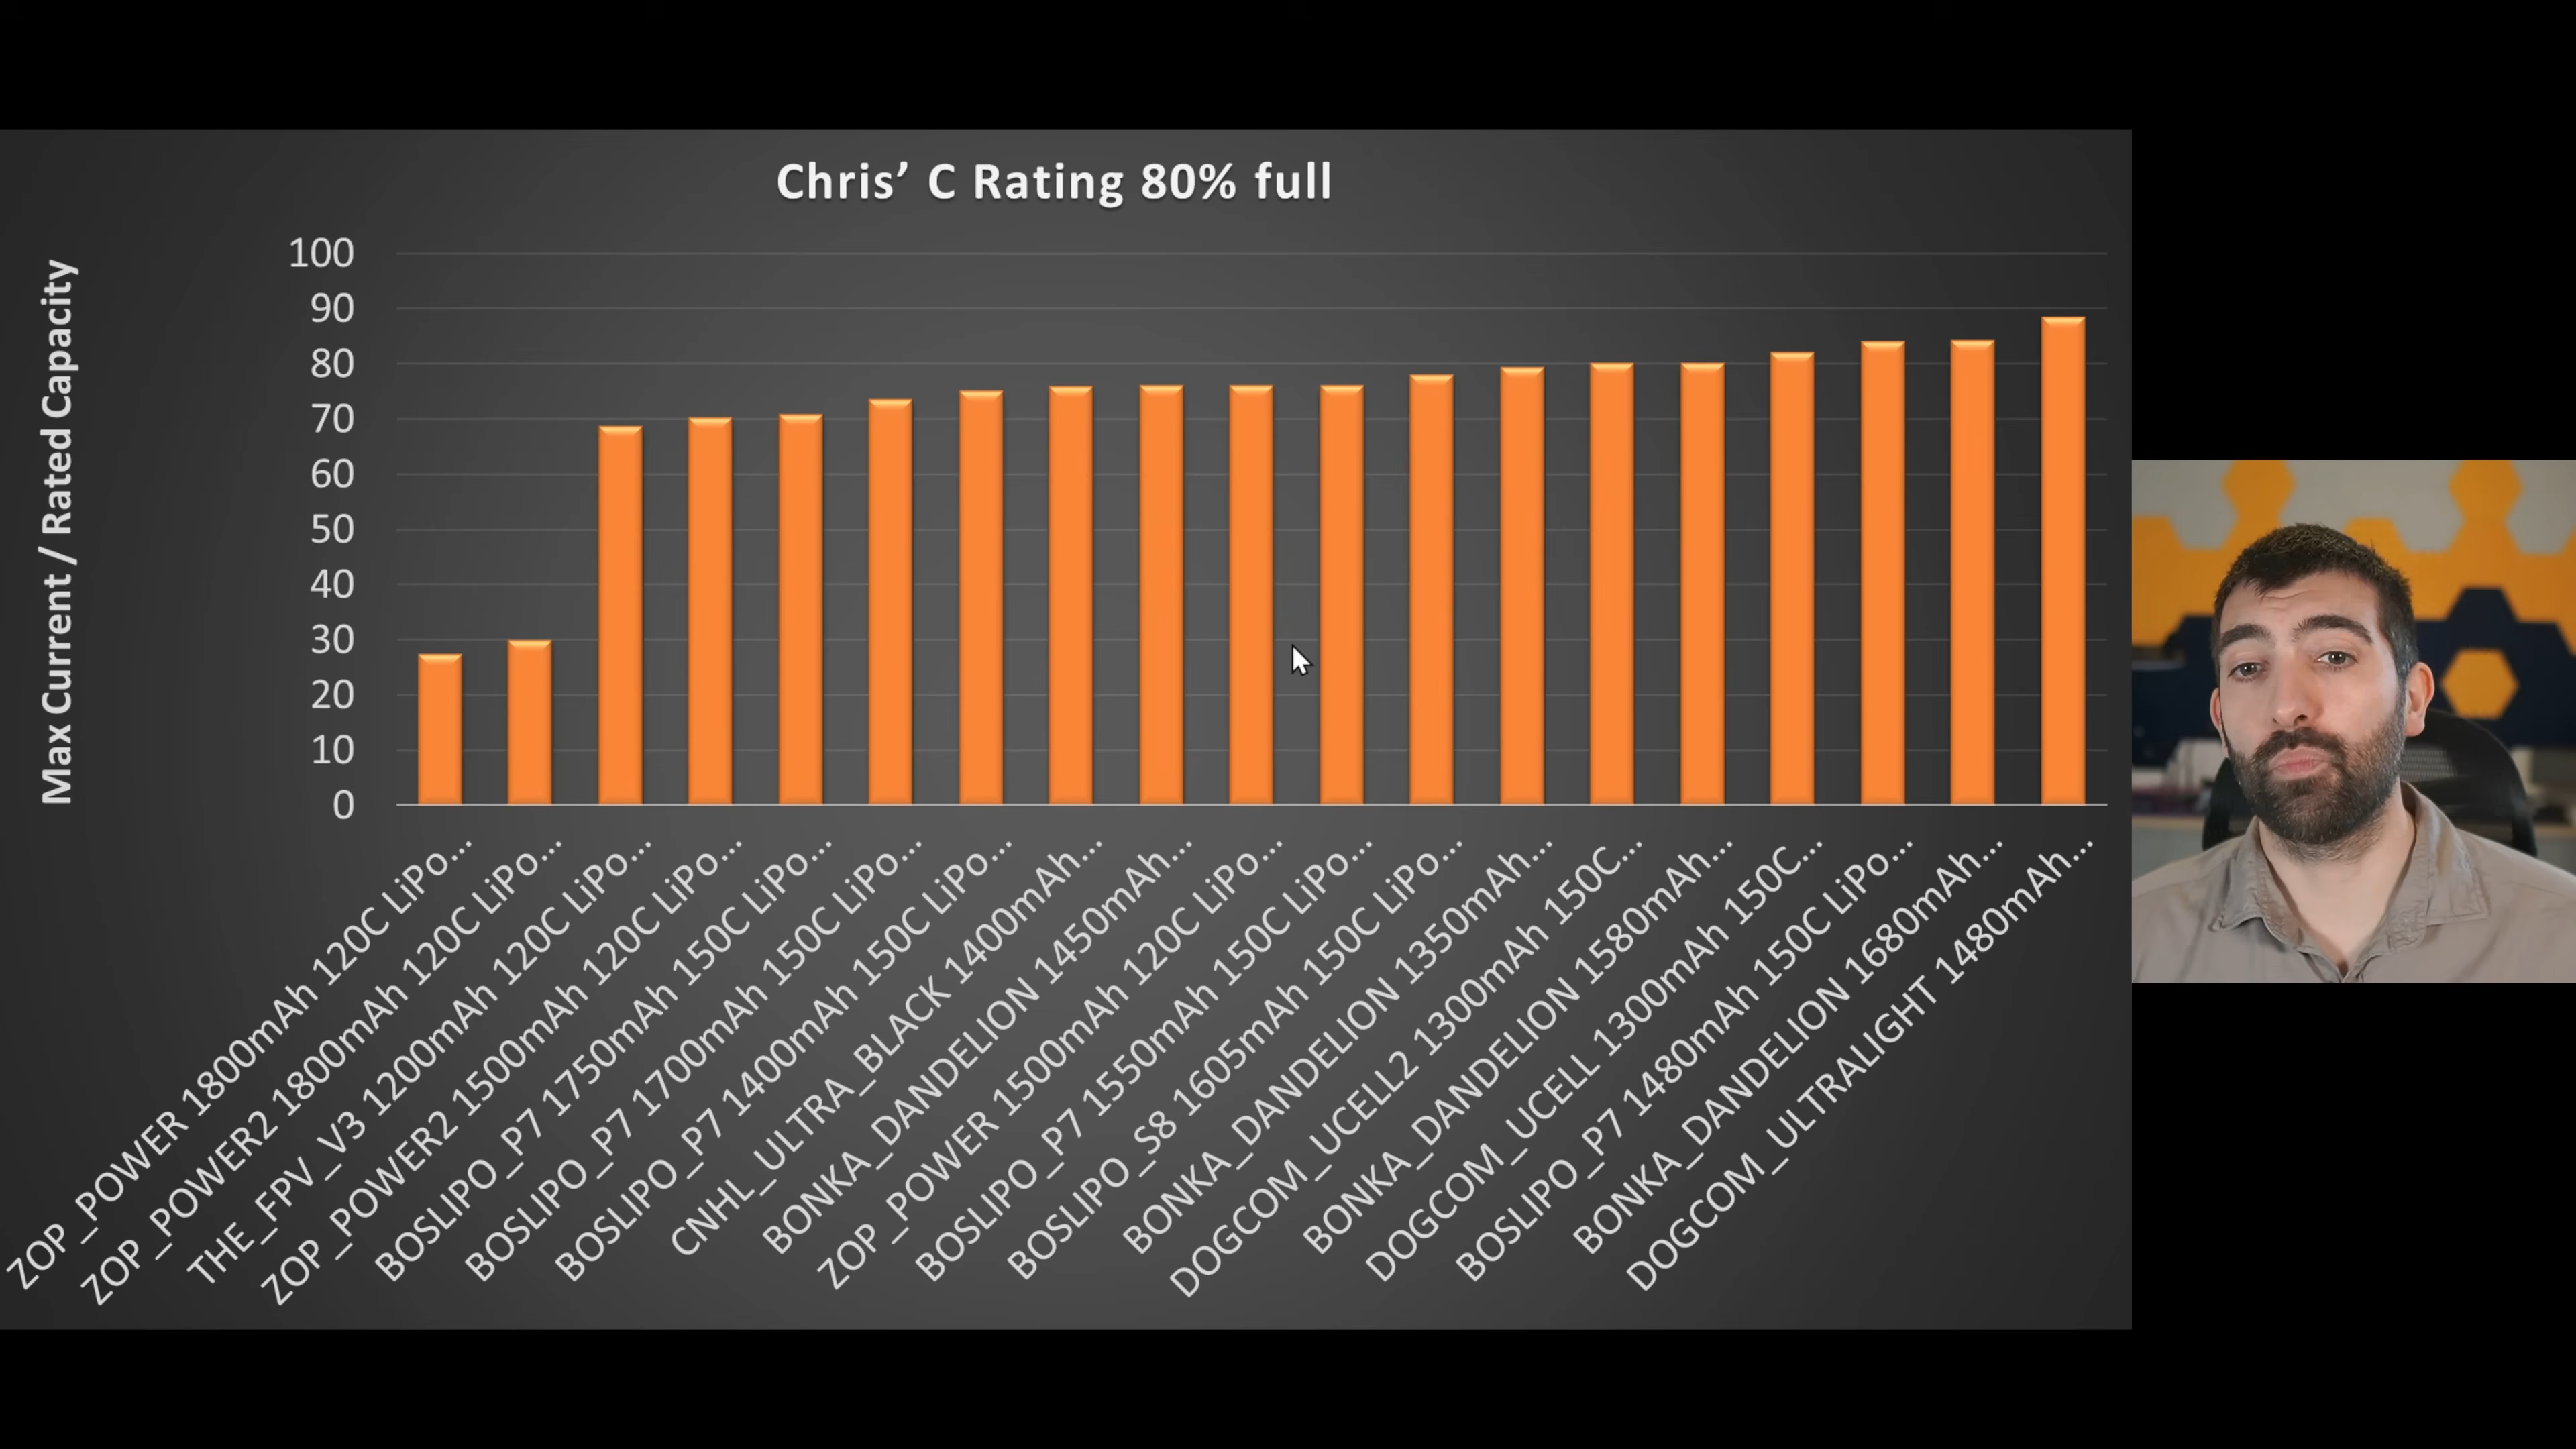 Chris’ C Rating 80% full
Max Current / Rated Capacity
100
90
80
70
60
50
40
30
20
10
0
ZOP_POWER 1800mAh 120C LiPo...
ZOP_POWER2 1800mAh 120C LiPo...
THE_FPV_V3 1200mAh 120C LiPo...
ZOP_POWER2 1500mAh 120C LiPo...
BOSLIPO_P7 1750mAh 150C LiPo...
BOSLIPO_P7 1700mAh 150C LiPo...
BOSLIPO_P7 1400mAh 150C LiPo...
CNHL_ULTRA_BLACK 1400mAh...
BONKA_DANDELION 1450mAh...
ZOP_POWER 1500mAh 120C LiPo...
BOSLIPO_P7 1550mAh 150C LiPo...
BOSLIPO_S8 1605mAh 150C LiPo...
BONKA_DANDELION 1350mAh...
DOGCOM_UCELL2 1300mAh 150C...
BONKA_DANDELION 1580mAh...
DOGCOM_UCELL 1300mAh 150C...
BOSLIPO_P7 1480mAh 150C LiPo...
BONKA_DANDELION 1680mAh...
DOGCOM_ULTRALIGHT 1480mAh...